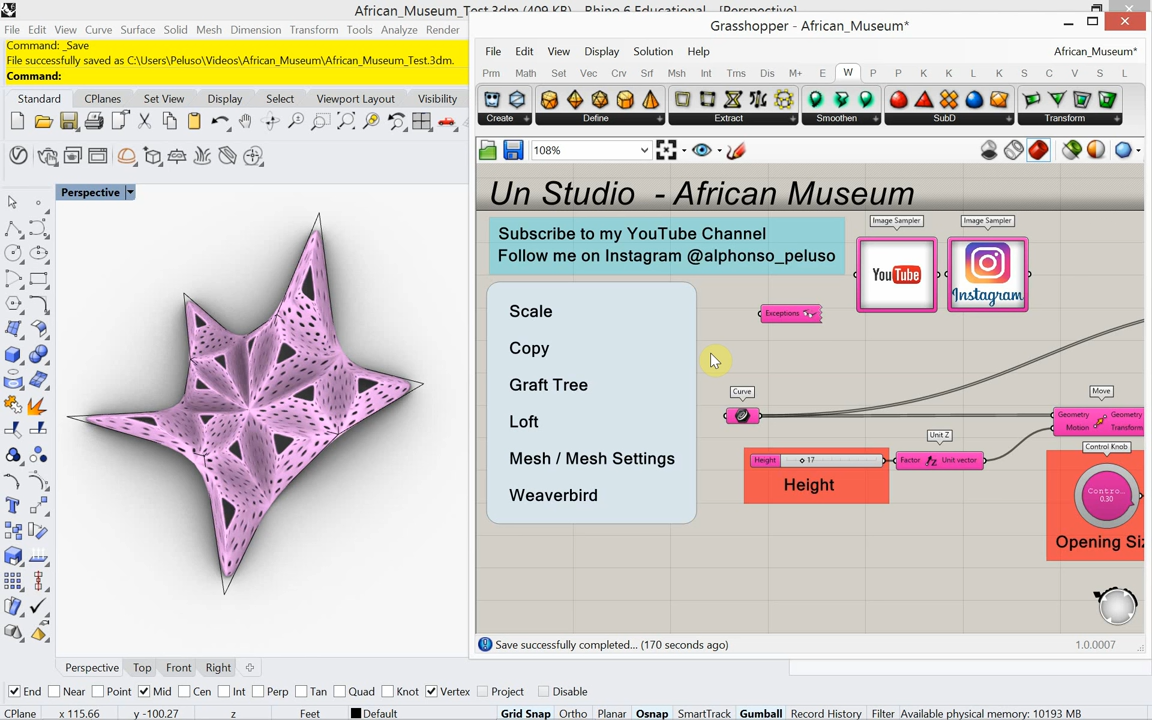 African_Museum_Test.3dm (409 KB) - Rhino 6 Educational
File Edit View Curve Surface Solid Mesh Dimension Transform Tools Analyze Render
Command: _Save
File successfully saved as C:\Users\Peluso\Videos\African_Museum\African_Museum_Test.3dm.
Command:
Standard CPlanes Set View Display Select Viewport Layout Visibility
Perspective
Grasshopper - African_Museum*
File Edit View Display Solution Help African_Museum*
Prm Math Set Vec Crv Srf Msh Int Trns Dis M+ E W P P K K K S C V S L
Create Define Extract Smoothen SubD Transform
108%
Un Studio - African Museum
Subscribe to my YouTube Channel
Follow me on Instagram @alphonso_peluso
Image Sampler Image Sampler
YouTube
Instagram
Exceptions
Scale
Copy
Graft Tree
Loft
Mesh / Mesh Settings
Weaverbird
Curve
Move
Geometry Geometry
Motion Transform
Unit Z
Height 17
Factor Unit vector
Height
Control Knob
Contro...
0.30
Opening Siz
Save successfully completed... (170 seconds ago) 1.0.0007
Perspective Top Front Right
End Near Point Mid Cen Int Perp Tan Quad Knot Vertex Project Disable
CPlane x 115.66 y -100.27 z Feet Default Grid Snap Ortho Planar Osnap SmartTrack Gumball Record History Filter Available physical memory: 10193 MB